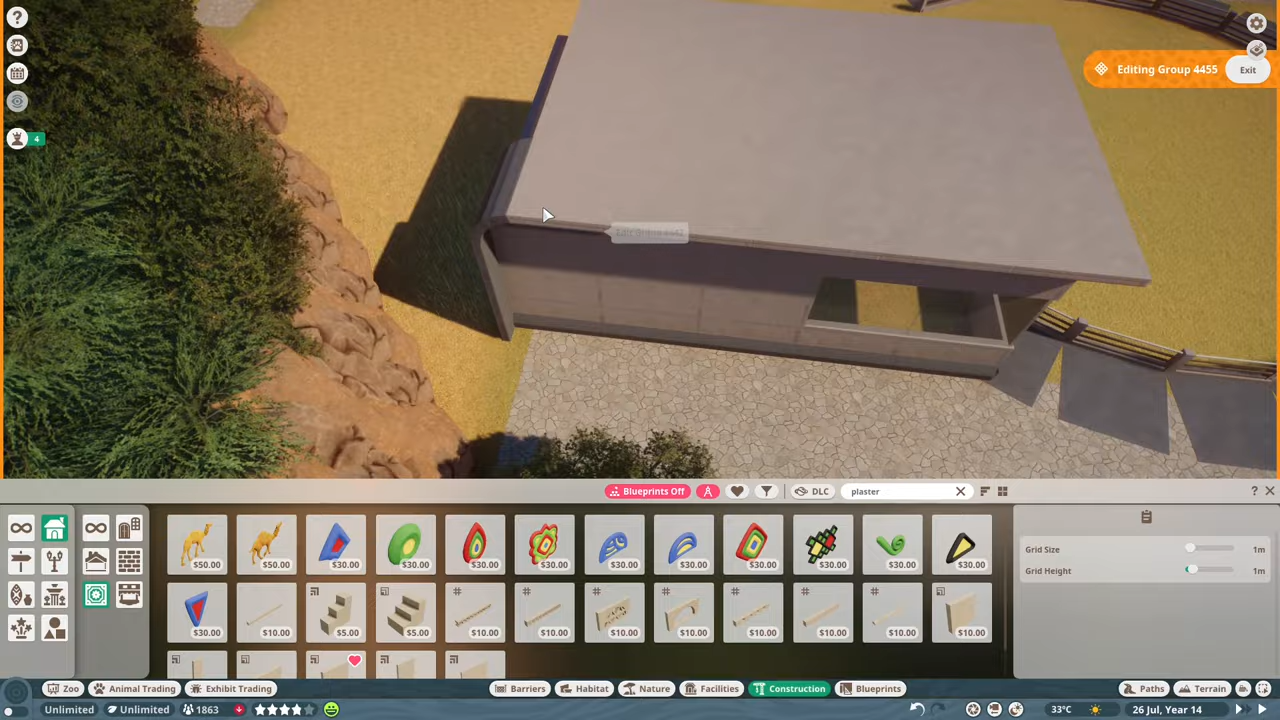 ?
Editing Group 4455
Exit
4
Blueprints Off
DLC
plaster
?
$50.00
$50.00
$30.00
$30.00
$30.00
$30.00
$30.00
$30.00
$30.00
$30.00
$30.00
$30.00
$30.00
$10.00
$5.00
$5.00
$10.00
$10.00
$10.00
$10.00
$10.00
$10.00
$10.00
$10.00
Grid Size
1m
Grid Height
1m
Zoo
Animal Trading
Exhibit Trading
Barriers
Habitat
Nature
Facilities
Construction
Blueprints
Paths
Terrain
Unlimited
Unlimited
1863
33°C
26 Jul, Year 14